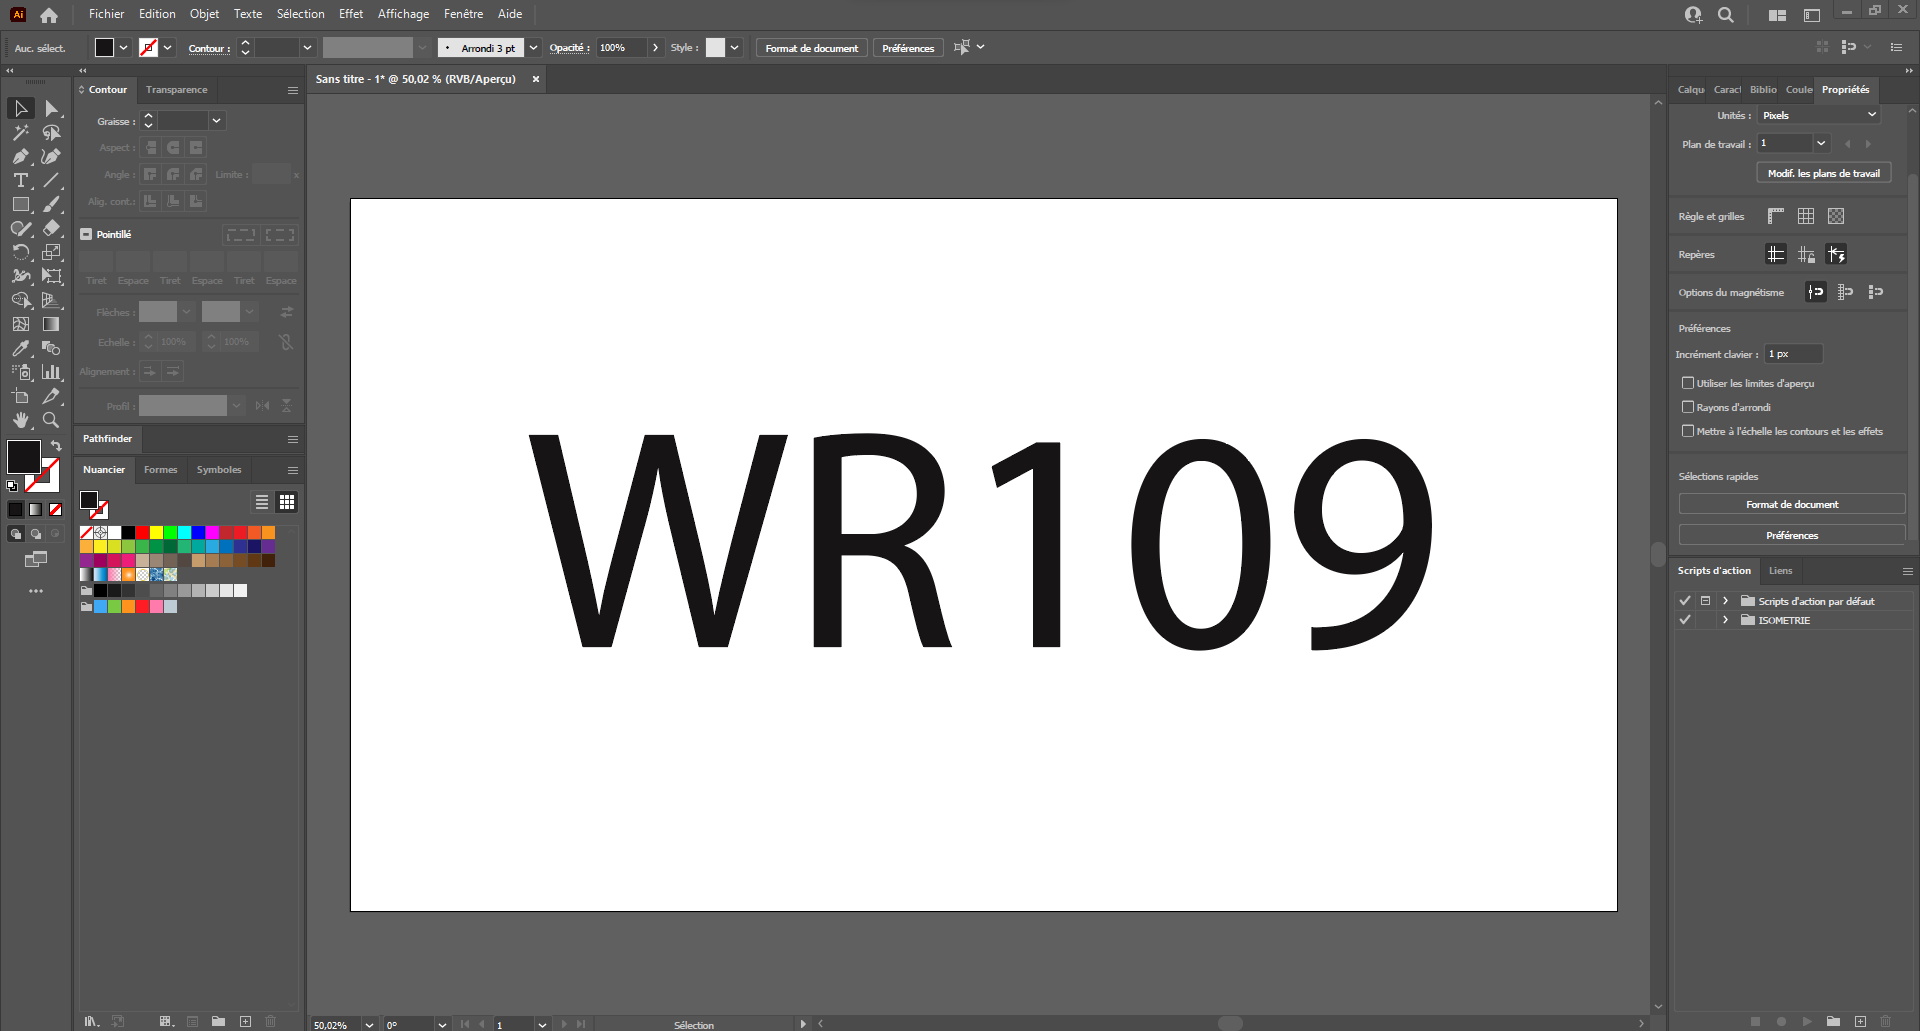 Ai Fichier Edition Objet Texte Sélection Effet Affichage Fenêtre Aide
Auc. sélect. Contour : Arrondi 3 pt Opacité : 100% Style : Format de document Préférences
Sans titre - 1* @ 50,02 % (RVB/Aperçu) ×
Contour Transparence
Graisse :
Aspect :
Angle : Limite : x
Alig. cont. :
Pointillé
Tiret Espace Tiret Espace Tiret Espace
Flèches :
Echelle : 100% 100%
Alignement :
Profil :
Pathfinder
Nuancier Formes Symboles
WR109
Calqu Caract Biblio Coule Propriétés
Unités : Pixels
Plan de travail : 1
Modif. les plans de travail
Règle et grilles
Repères
Options du magnétisme
Préférences
Incrément clavier : 1 px
Utiliser les limites d'aperçu
Rayons d'arrondi
Mettre à l'échelle les contours et les effets
Sélections rapides
Format de document
Préférences
Scripts d'action Liens
Scripts d'action par défaut
ISOMETRIE
50,02% 0° 1 Sélection